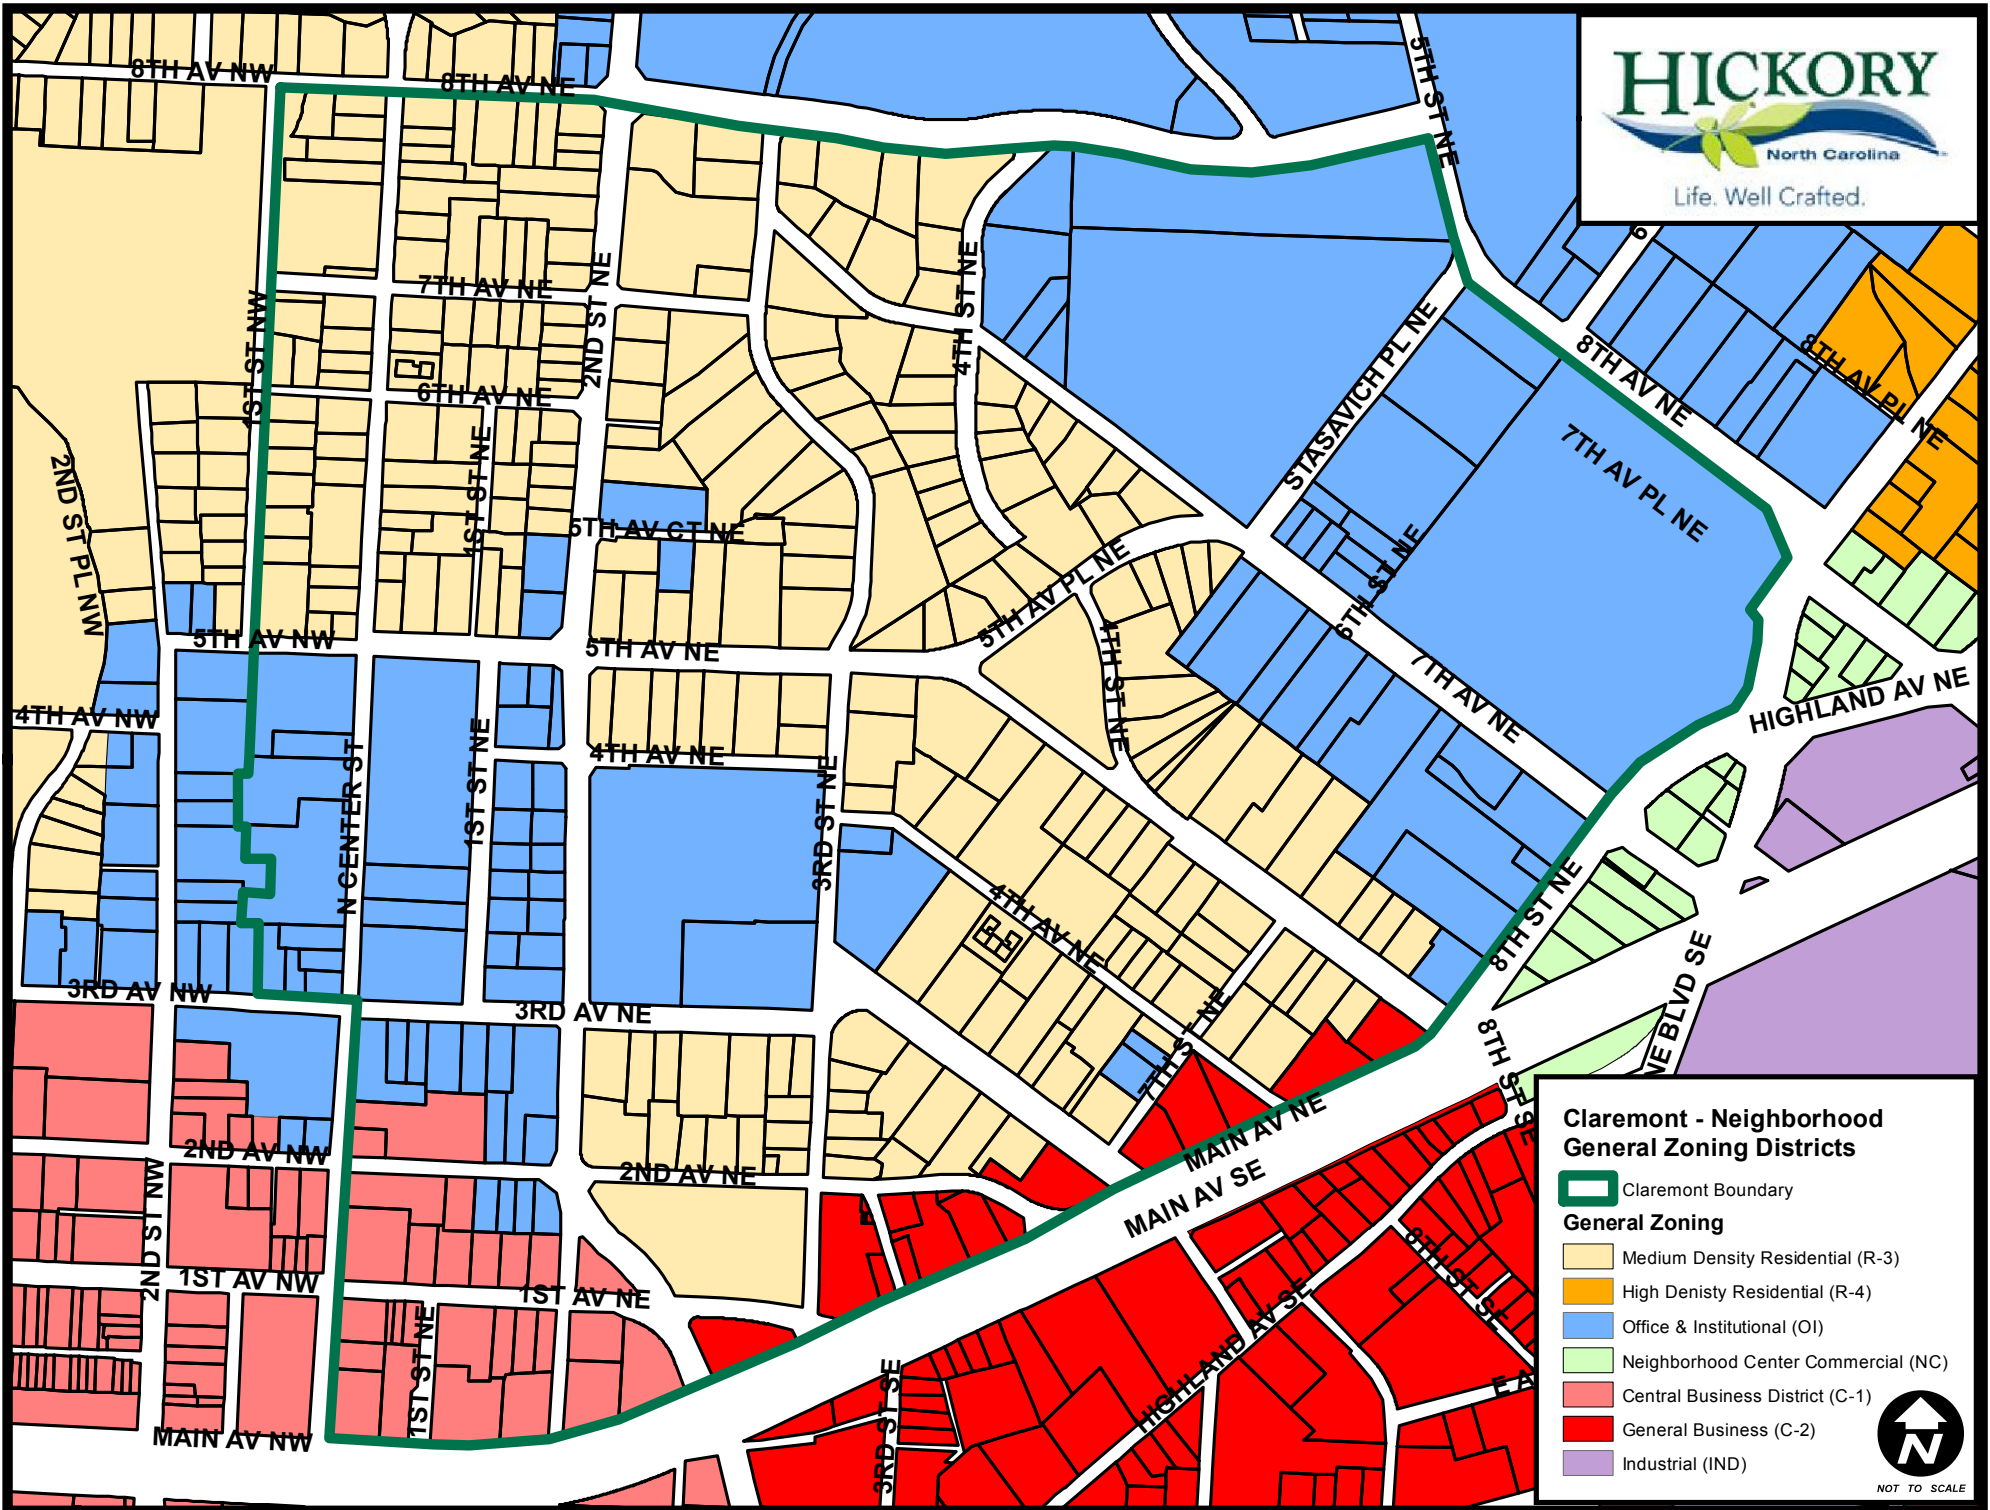 HICKORY
North Carolina
Life. Well Crafted.
8TH AV NW
8TH AV NE
5TH ST NE
6
7TH AV NE
2ND ST NE
4TH ST NE
1ST ST NW
6TH AV NE
1ST ST NE
STASAVICH PL NE
8TH AV NE
8TH AV PL NE
7TH AV PL NE
2ND ST PL NW
5TH AV CT NE
5TH AV PL NE
6TH ST NE
5TH AV NW
5TH AV NE
4TH ST NE
7TH AV NE
HIGHLAND AV NE
4TH AV NW
N CENTER ST
1ST ST NE
4TH AV NE
3RD ST NE
4TH AV NE
8TH ST NE
3RD AV NW
3RD AV NE
7TH ST NE
8TH ST SE
NE BLVD SE
2ND AV NW
2ND AV NE
MAIN AV NE
MAIN AV SE
2ND ST NW
1ST AV NW
1ST AV NE
1ST ST NE
8TH ST SE
HIGHLAND AV SE
3RD ST SE
E A
MAIN AV NW
Claremont - Neighborhood
General Zoning Districts
Claremont Boundary
General Zoning
Medium Density Residential (R-3)
High Denisty Residential (R-4)
Office & Institutional (OI)
Neighborhood Center Commercial (NC)
Central Business District (C-1)
General Business (C-2)
Industrial (IND)
N
NOT TO SCALE